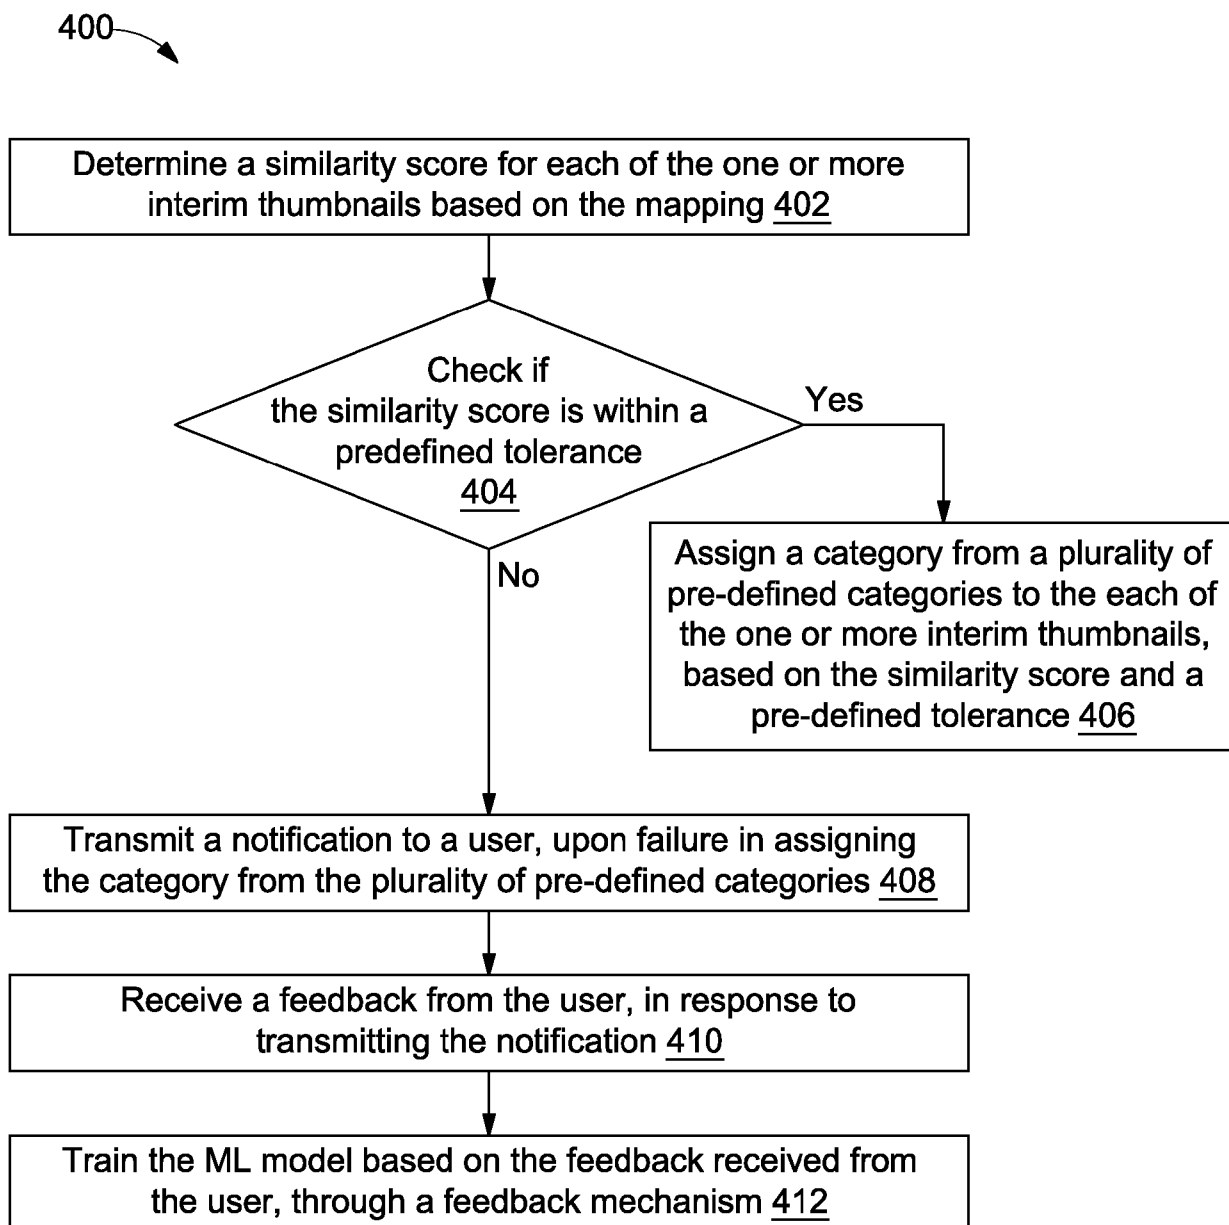 400
Determine a similarity score for each of the one or more
interim thumbnails based on the mapping 402
Check if
the similarity score is within a
predefined tolerance
404
Yes
No
Assign a category from a plurality of
pre-defined categories to the each of
the one or more interim thumbnails,
based on the similarity score and a
pre-defined tolerance 406
Transmit a notification to a user, upon failure in assigning
the category from the plurality of pre-defined categories 408
Receive a feedback from the user, in response to
transmitting the notification 410
Train the ML model based on the feedback received from
the user, through a feedback mechanism 412